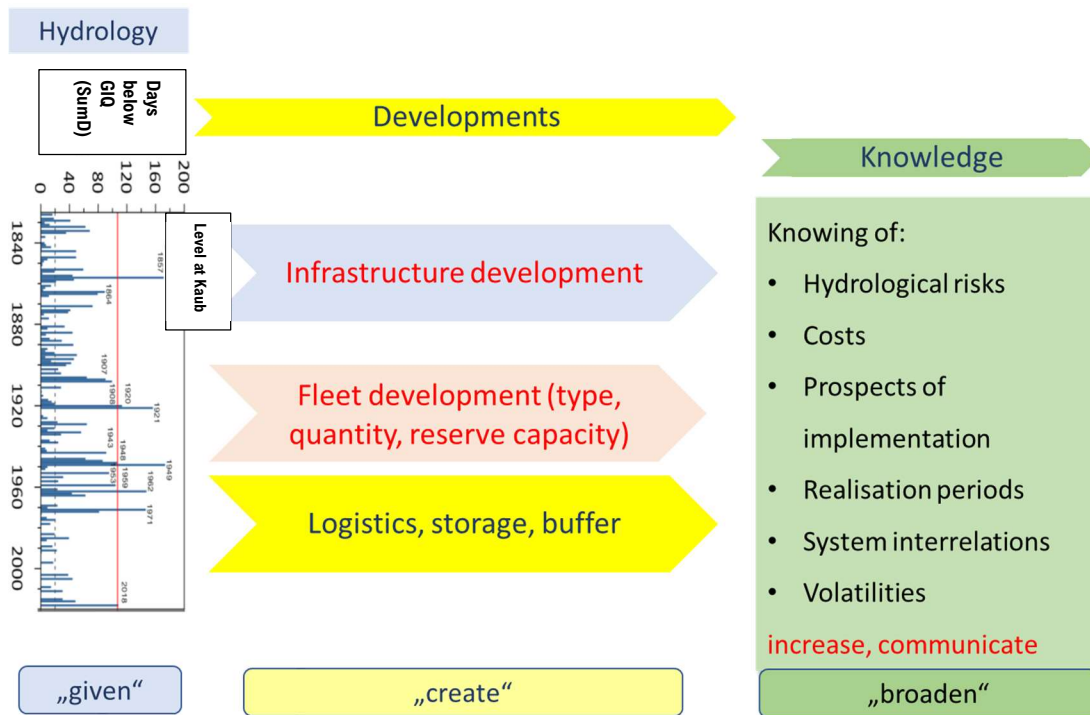 Hydrology
Days
below
GlQ
(SumD)
0
40
80
120
160
200
1840
1880
1920
1960
2000
1857
1864
1907
1908
1920
1921
1943
1948
1949
1953
1959
1962
1971
2018
Level at Kaub
„given“
Developments
Infrastructure development
Fleet development (type,
quantity, reserve capacity)
Logistics, storage, buffer
„create“
Knowledge
Knowing of:
• Hydrological risks
• Costs
• Prospects of
implementation
• Realisation periods
• System interrelations
• Volatilities
increase, communicate
„broaden“